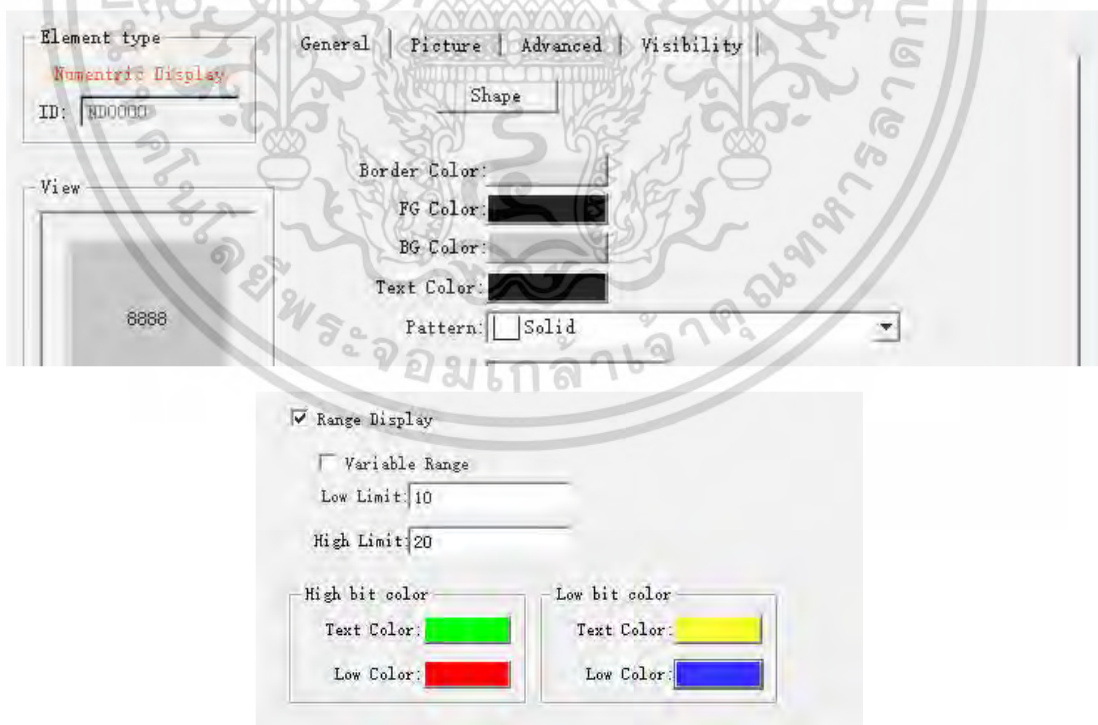 Element type
Numentric Display
ID: ND0000
General | Picture | Advanced | Visibility |
Shape
View
8888
Border Color:
FG Color:
BG Color:
Text Color:
Pattern: Solid
Range Display
Variable Range
Low Limit: 10
High Limit: 20
High bit color
Text Color:
Low Color:
Low bit color
Text Color:
Low Color: